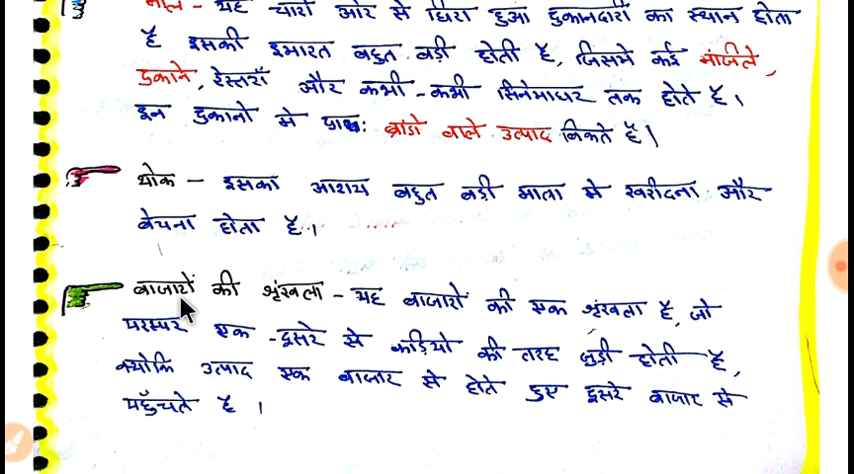 मॉल - यह चारों ओर से घिरा हुआ दुकानदारी का स्थान होता
है इसकी इमारत बहुत बड़ी होती है, जिसमे कई मंजिले,
दुकाने, रेस्तराँ और कभी-कभी सिनेमाघर तक होते है।
इन दुकानो मे प्रायः ब्रांडो वाले उत्पाद बिकते है।
थोक - इसका आशय बहुत बड़ी मात्रा मे खरीदना और
बेचना होता है।
बाजारों की श्रृंखला - यह बाजारों की एक श्रृंखला है, जो
परस्पर एक-दूसरे से कड़ियो की तरह जुड़ी होती है,
क्योकि उत्पाद एक बाजार से होते हुए दूसरे बाजार से
पहुँचते है।